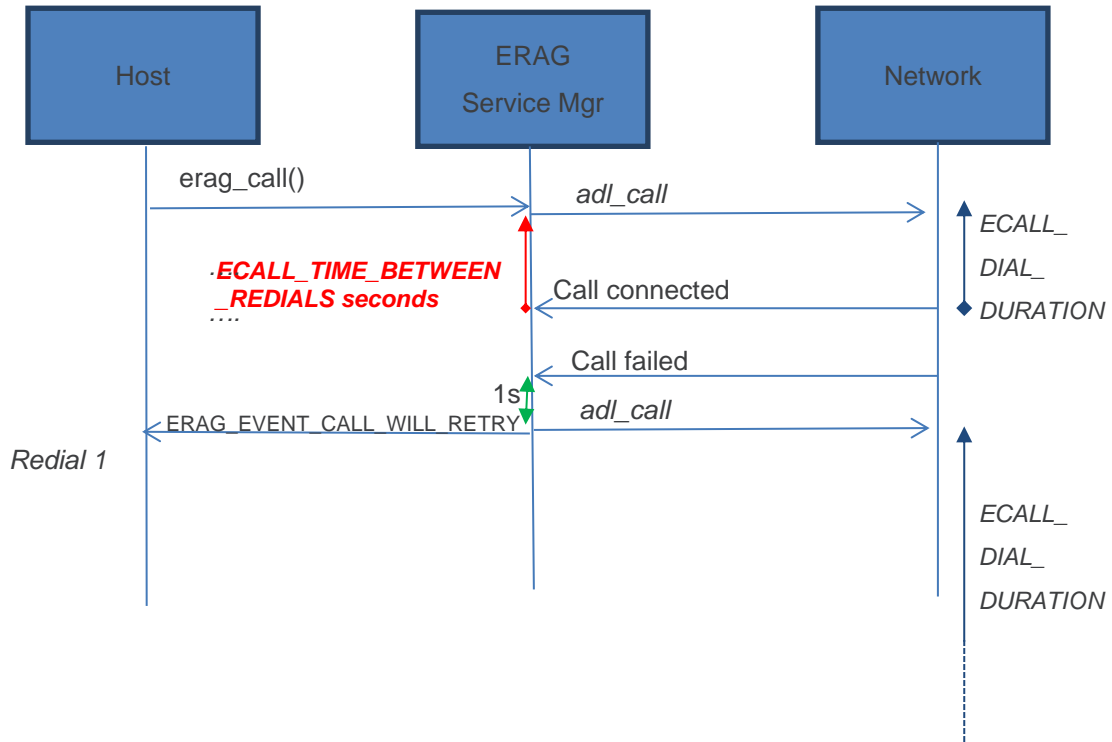 Host
ERAG
Service Mgr
Network
erag_call()
adl_call
ECALL_
DIAL_
DURATION
….
ECALL_TIME_BETWEEN
_REDIALS seconds
….
Call connected
Call failed
1s
adl_call
ERAG_EVENT_CALL_WILL_RETRY
Redial 1
ECALL_
DIAL_
DURATION